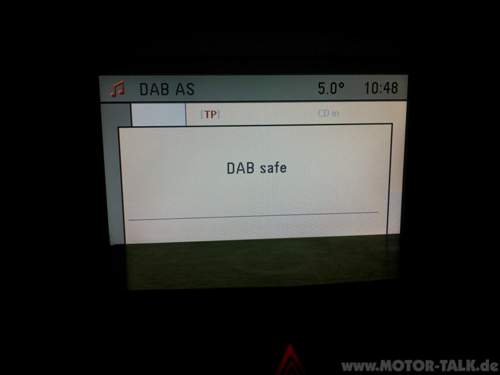 DAB AS 5.0° 10:48
[TP] CD in
DAB safe
www.MOTOR-TALK.de